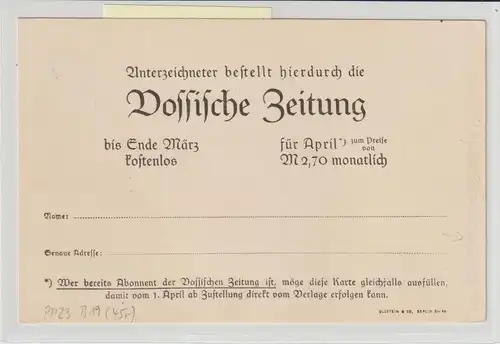 Unterzeichneter bestellt hierdurch die
Vossische Zeitung
bis Ende März
kostenlos
für April*) zum Preise von
M 2,70 monatlich
Name:
Genaue Adresse:
*) Wer bereits Abonnent der Vossischen Zeitung ist, möge diese Karte gleichfalls ausfüllen,
damit vom 1. April ab Zustellung direkt vom Verlage erfolgen kann.
ULLSTEIN & CO, BERLIN SW 68